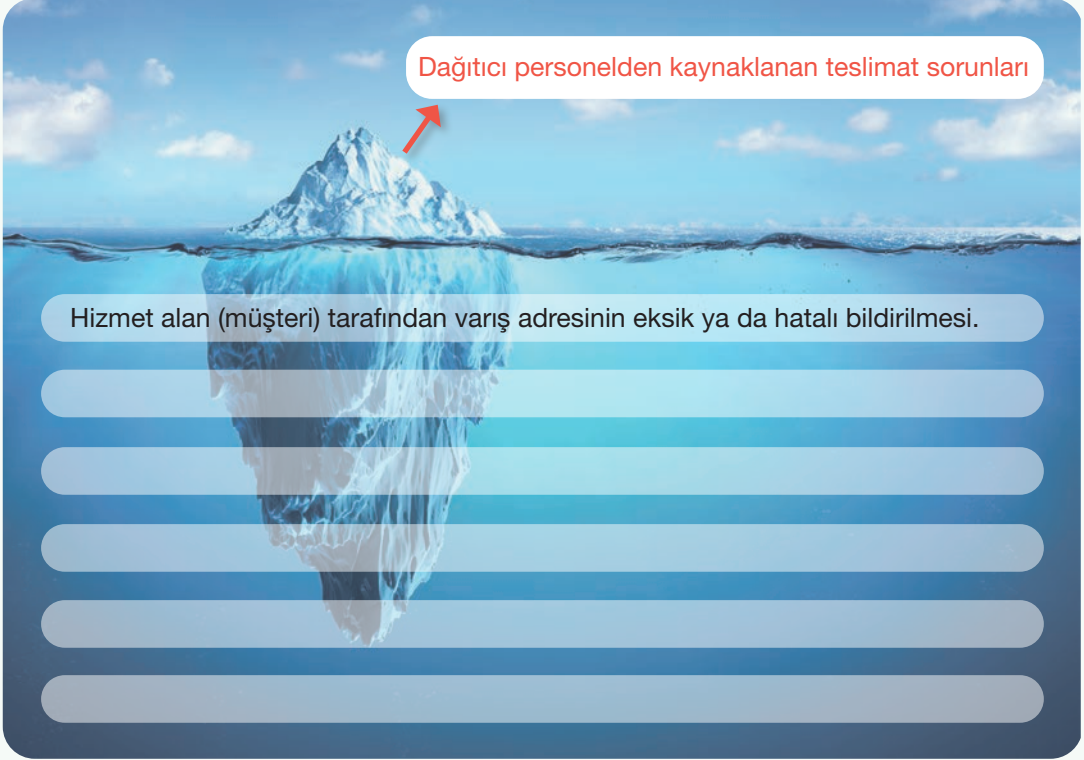 Dağıtıcı personelden kaynaklanan teslimat sorunları
Hizmet alan (müşteri) tarafından varış adresinin eksik ya da hatalı bildirilmesi.